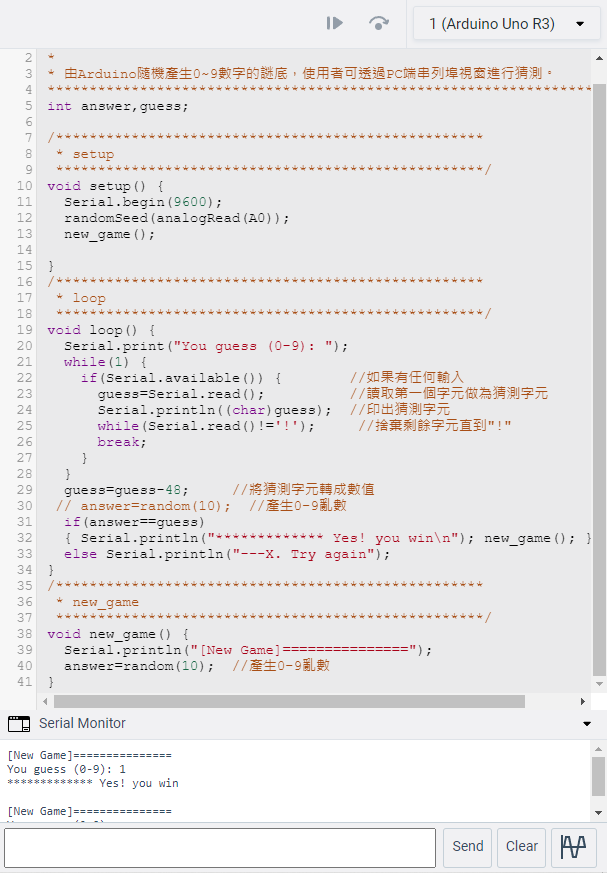 1 (Arduino Uno R3)
2 *
3 * 由Arduino隨機產生0~9數字的謎底,使用者可透過PC端串列埠視窗進行猜測。
4 ****************************************************************
5 int answer,guess;
6
7 /**************************************************
8 * setup
9 **************************************************/
10 void setup() {
11 Serial.begin(9600);
12 randomSeed(analogRead(A0));
13 new_game();
14
15 }
16 /**************************************************
17 * loop
18 **************************************************/
19 void loop() {
20 Serial.print("You guess (0-9): ");
21 while(1) {
22 if(Serial.available()) { //如果有任何輸入
23 guess=Serial.read(); //讀取第一個字元做為猜測字元
24 Serial.println((char)guess); //印出猜測字元
25 while(Serial.read()!='!'); //捨棄剩餘字元直到"!"
26 break;
27 }
28 }
29 guess=guess-48; //將猜測字元轉成數值
30 // answer=random(10); //產生0-9亂數
31 if(answer==guess)
32 { Serial.println("************* Yes! you win\n"); new_game(); }
33 else Serial.println("---X. Try again");
34 }
35 /**************************************************
36 * new_game
37 **************************************************/
38 void new_game() {
39 Serial.println("[New Game]===============");
40 answer=random(10); //產生0-9亂數
41 }
Serial Monitor
[New Game]===============
You guess (0-9): 1
************* Yes! you win
[New Game]===============
Send Clear